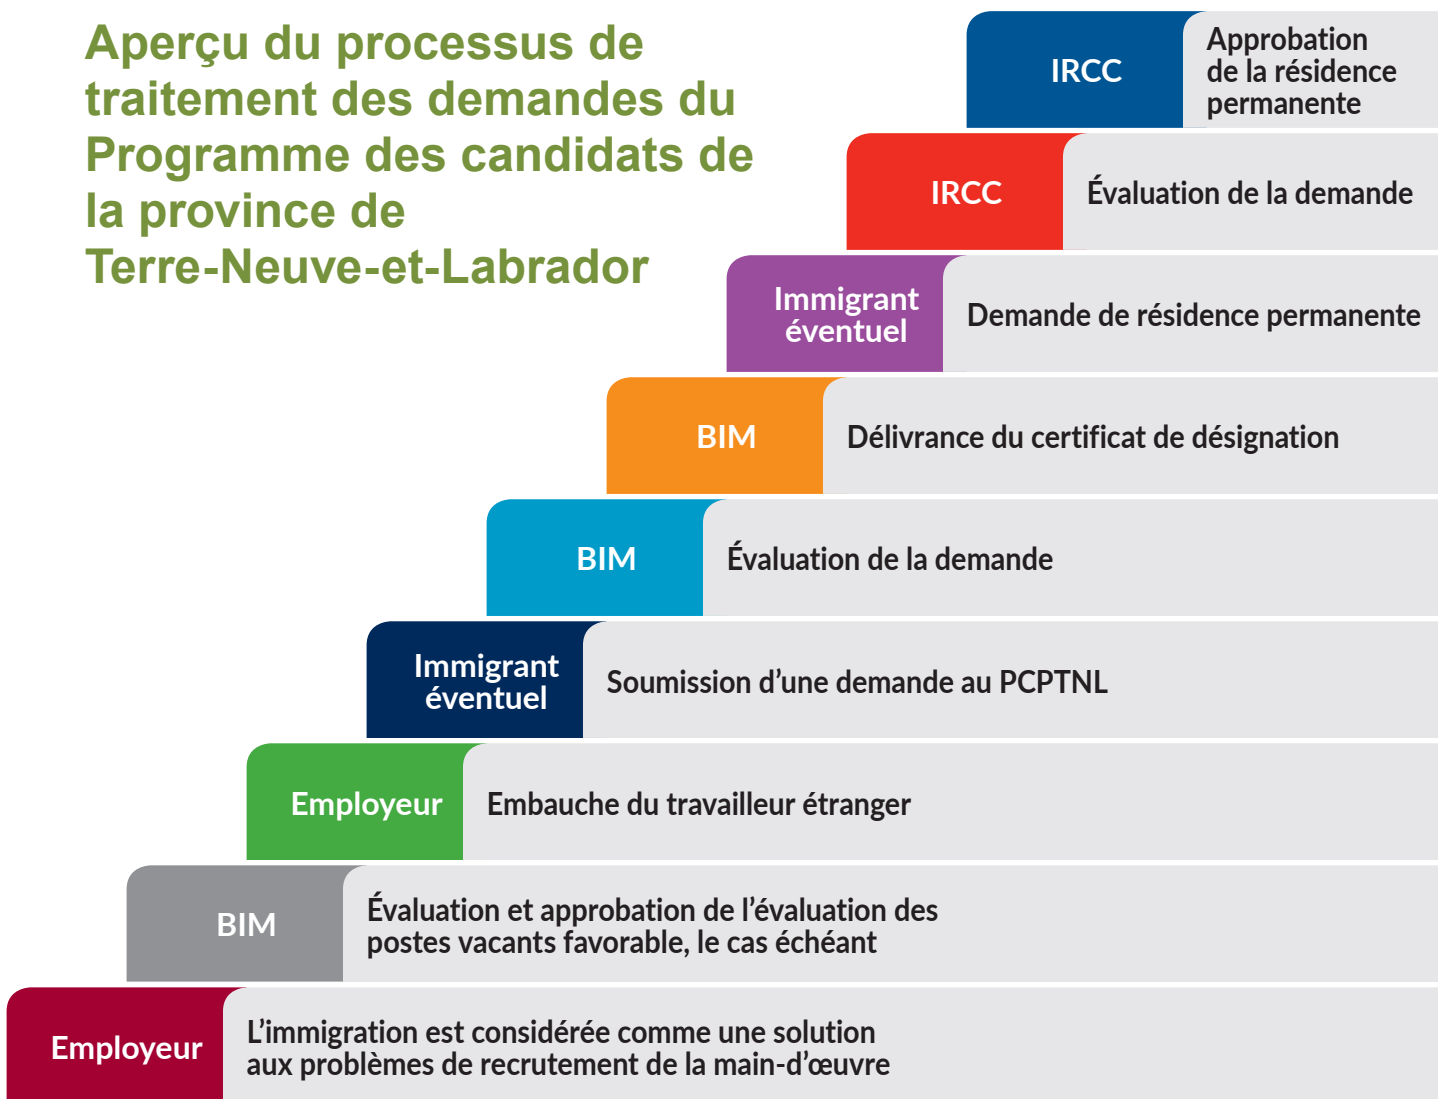 Aperçu du processus de
traitement des demandes du
Programme des candidats de
la province de
Terre-Neuve-et-Labrador
IRCC
Approbation
de la résidence
permanente
IRCC
Évaluation de la demande
Immigrant
éventuel
Demande de résidence permanente
BIM
Délivrance du certificat de désignation
BIM
Évaluation de la demande
Immigrant
éventuel
Soumission d’une demande au PCPTNL
Employeur
Embauche du travailleur étranger
BIM
Évaluation et approbation de l’évaluation des
postes vacants favorable, le cas échéant
Employeur
L’immigration est considérée comme une solution
aux problèmes de recrutement de la main-d’œuvre